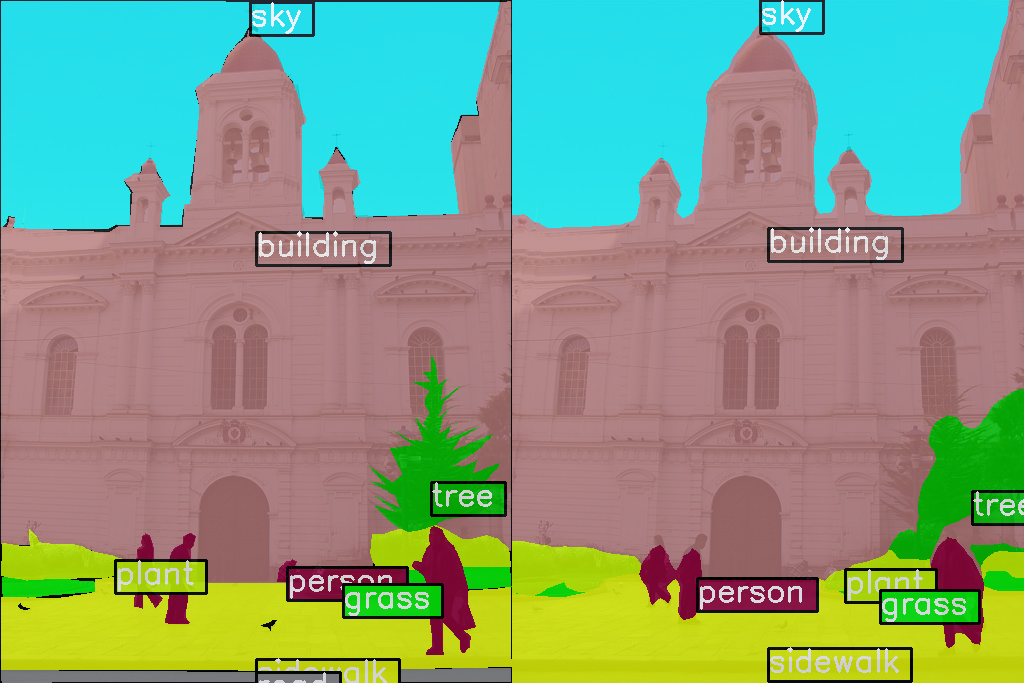 sky
building
tree
plant
person
grass
sidewalk
road
sky
building
tree
plant
person
grass
sidewalk